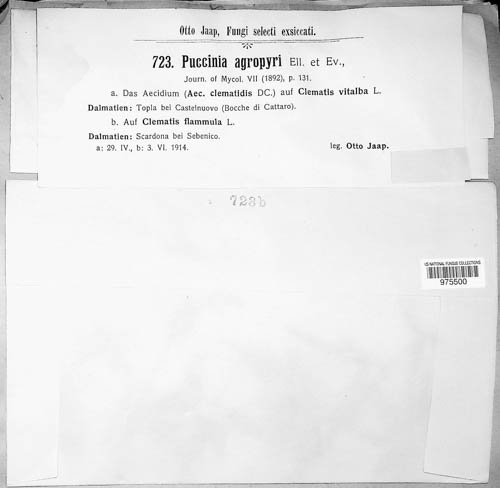 Otto Jaap, Fungi selecti exsiccati.
723. Puccinia agropyri Ell. et Ev.,
Journ. of Mycol. VII (1892), p. 131.
a. Das Aecidium (Aec. clematidis DC.) auf Clematis vitalba L.
Dalmatien: Topla bei Castelnuovo (Bocche di Cattaro).
b. Auf Clematis flammula L.
Dalmatien: Scardona bei Sebenico.
a: 29. IV., b: 3. VI. 1914. leg. Otto Jaap.
723b
US NATIONAL FUNGUS COLLECTIONS
975500